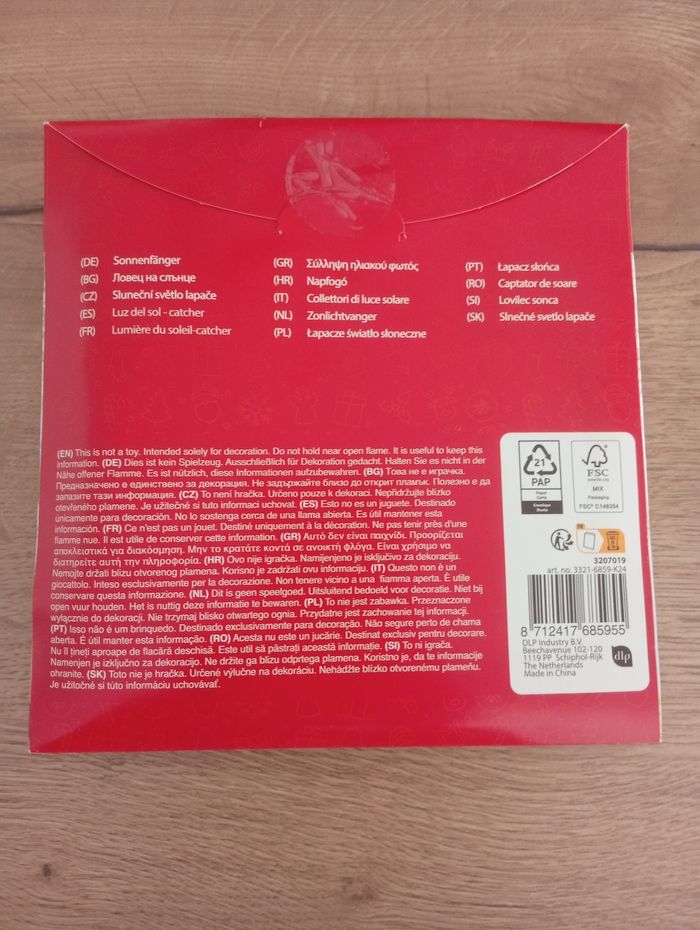 (DE) Sonnenfänger
(BG) Ловец на слънце
(CZ) Sluneční světlo lapače
(ES) Luz del sol - catcher
(FR) Lumière du soleil-catcher
(GR) Σύλληψη ηλιακού φωτός
(HR) Napfogó
(IT) Collettori di luce solare
(NL) Zonlichtvanger
(PL) Łapacze światło słoneczne
(PT) Łapacz słońca
(RO) Captator de soare
(SI) Lovilec sonca
(SK) Slnečné svetlo lapače
(EN) This is not a toy. Intended solely for decoration. Do not hold near open flame. It is useful to keep this
information. (DE) Dies ist kein Spielzeug. Ausschließlich für Dekoration gedacht. Halten Sie es nicht in der
Nähe offener Flamme. Es ist nützlich, diese Informationen aufzubewahren. (BG) Това не е играчка.
Предназначено е единствено за декорация. Не задържайте близо до открит пламък. Полезно е да
запазите тази информация. (CZ) To není hračka. Určeno pouze k dekoraci. Nepřidržujte blízko
otevřeného plamene. Je užitečné si tuto informaci uchovat. (ES) Esto no es un juguete. Destinado
únicamente para decoración. No lo sostenga cerca de una llama abierta. Es útil mantener esta
información. (FR) Ce n'est pas un jouet. Destiné uniquement à la décoration. Ne pas tenir près d'une
flamme nue. Il est utile de conserver cette information. (GR) Αυτό δεν είναι παιχνίδι. Προορίζεται
αποκλειστικά για διακόσμηση. Μην το κρατάτε κοντά σε ανοικτή φλόγα. Είναι χρήσιμο να
διατηρείτε αυτή την πληροφορία. (HR) Ovo nije igračka. Namijenjeno je isključivo za dekoraciju.
Nemojte držati blizu otvorenog plamena. Korisno je zadržati ovu informaciju. (IT) Questo non è un
giocattolo. Inteso esclusivamente per la decorazione. Non tenere vicino a una fiamma aperta. È utile
conservare questa informazione. (NL) Dit is geen speelgoed. Uitsluitend bedoeld voor decoratie. Niet bij
open vuur houden. Het is nuttig deze informatie te bewaren. (PL) To nie jest zabawka. Przeznaczone
wyłącznie do dekoracji. Nie trzymaj blisko otwartego ognia. Przydatne jest zachowanie tej informacji.
(PT) Isso não é um brinquedo. Destinado exclusivamente para decoração. Não segure perto de chama
aberta. É útil manter esta informação. (RO) Acesta nu este un jucărie. Destinat exclusiv pentru decorare.
Nu îl țineți aproape de flacără deschisă. Este util să păstrați această informație. (SI) To ni igrača.
Namenjen je izključno za dekoracijo. Ne držite ga blizu odprtega plamena. Koristno je, da te informacije
ohranite. (SK) Toto nie je hračka. Určené výlučne na dekoráciu. Nehádžte blízko otvorenému plameňu.
Je užitočné si túto informáciu uchovávať.
21
PAP
FSC
www.fsc.org
MIX
Packaging
FSC® C148354
FR
3207019
art. no. 3321-6859-K24
8 712417 685955
DLP Industry B.V.
Beechavenue 102-120
1119 PP Schiphol-Rijk
The Netherlands
Made in China
dlp